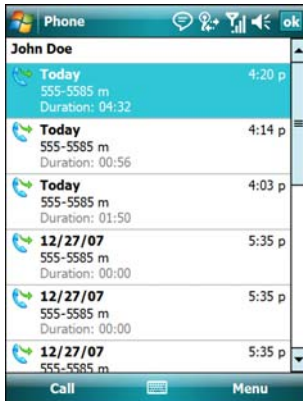 Phone
ok
John Doe
Today 4:20 p
555-5585 m
Duration: 04:32
Today 4:14 p
555-5585 m
Duration: 00:56
Today 4:03 p
555-5585 m
Duration: 01:50
12/27/07 5:35 p
555-5585 m
Duration: 00:00
12/27/07 5:35 p
555-5585 m
Duration: 00:00
12/27/07 5:35 p
555-5585 m
Call Menu